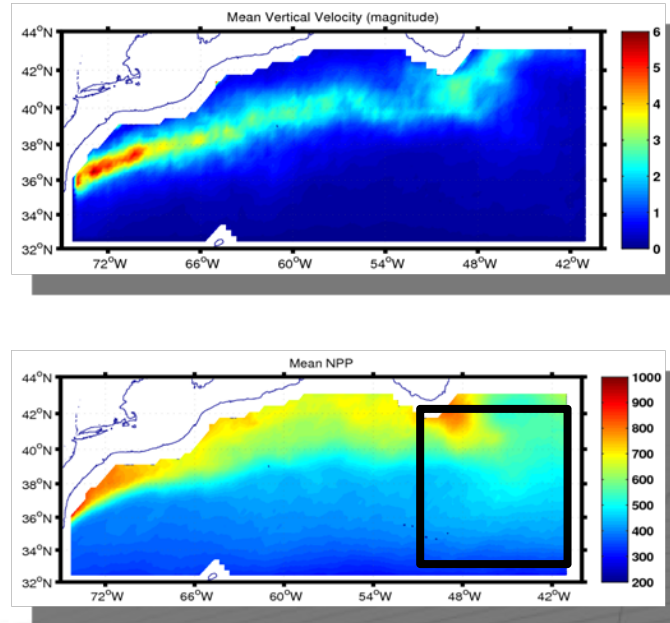 Mean Vertical Velocity (magnitude)
44°N
42°N
40°N
38°N
36°N
34°N
32°N
72°W 66°W 60°W 54°W 48°W 42°W
6
5
4
3
2
1
0
Mean NPP
44°N
42°N
40°N
38°N
36°N
34°N
32°N
72°W 66°W 60°W 54°W 48°W 42°W
1000
900
800
700
600
500
400
300
200